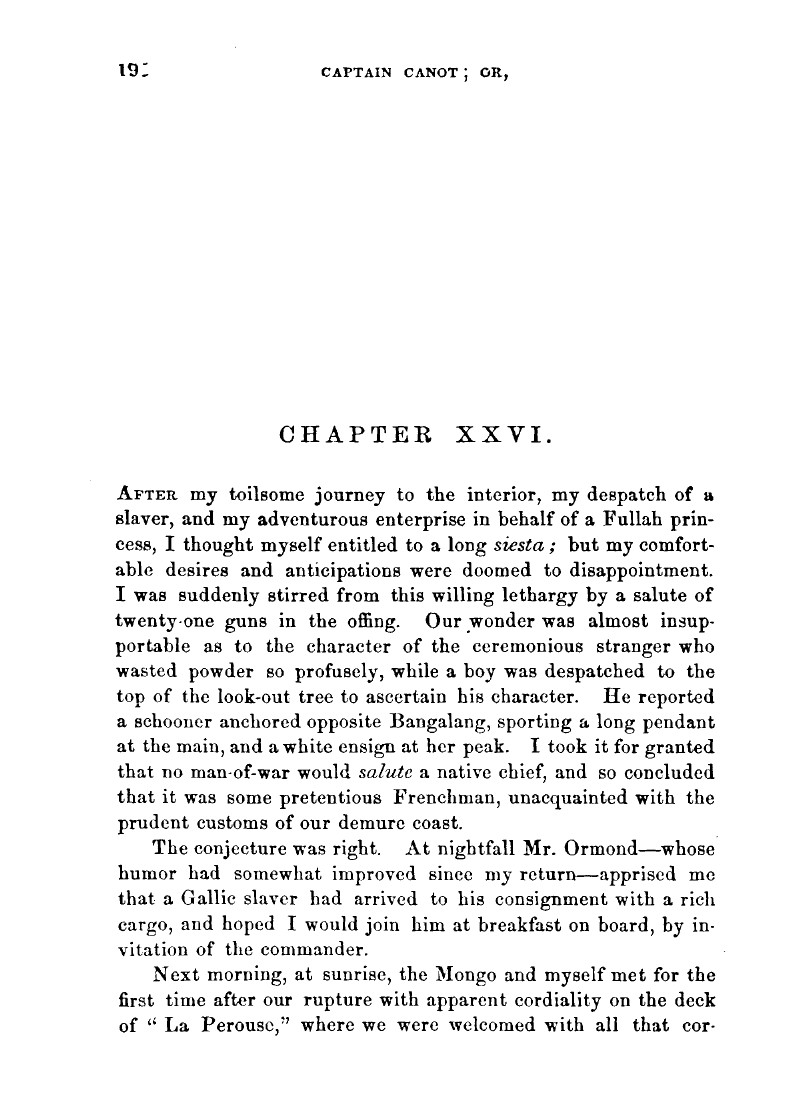 CAPTAIN CANOT; OR,
CHAPTER XXVI.
AFTER my toilsome journey to the interior, my despatch of a
slaver, and my adventurous enterprise in behalf of a Fullah prin-
cess, I thought myself entitled to a long siesta; but my comfort-
able desires and anticipations were doomed to disappointment.
I was suddenly stirred from this willing lethargy by a salute of
twenty-one guns in the offing. Our wonder was almost insup-
portable as to the character of the ceremonious stranger who
wasted powder so profusely, while a boy was despatched to the
top of the look-out tree to ascertain his character. He reported
a schooner anchored opposite Bangalang, sporting a long pendant
at the main, and a white ensign at her peak. I took it for granted
that no man-of-war would salute a native chief, and so concluded
that it was some pretentious Frenchman, unacquainted with the
prudent customs of our demure coast.
The conjecture was right. At nightfall Mr. Ormond—whose
humor had somewhat improved since my return—apprised me
that a Gallic slaver had arrived to his consignment with a rich
cargo, and hoped I would join him at breakfast on board, by in-
vitation of the commander.
Next morning, at sunrise, the Mongo and myself met for the
first time after our rupture with apparent cordiality on the deck
of " La Perouse," where we were welcomed with all that cor-